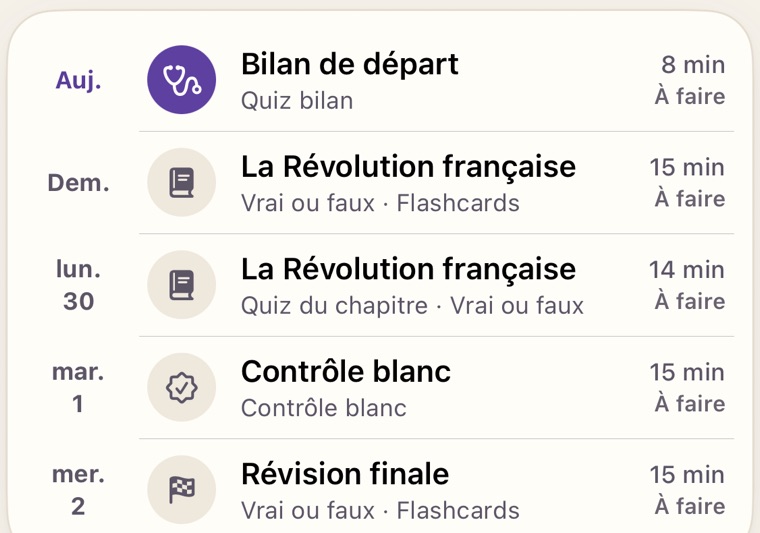 Auj.
Bilan de départ
8 min
Quiz bilan
À faire
Dem.
La Révolution française
15 min
Vrai ou faux · Flashcards
À faire
lun.
30
La Révolution française
14 min
Quiz du chapitre · Vrai ou faux
À faire
mar.
1
Contrôle blanc
15 min
Contrôle blanc
À faire
mer.
2
Révision finale
15 min
Vrai ou faux · Flashcards
À faire